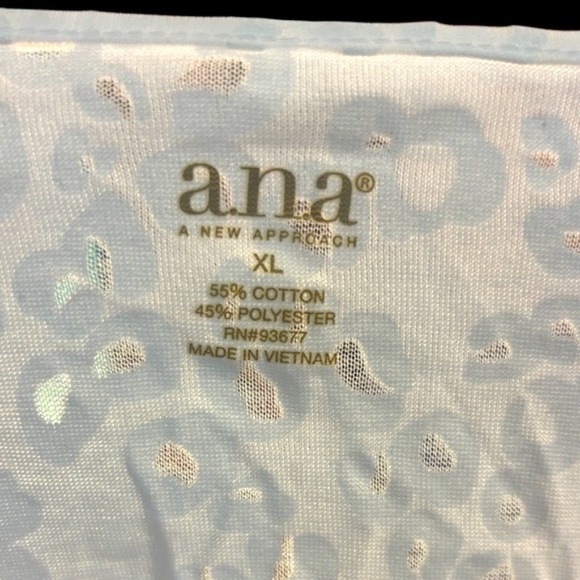 a.n.a®
A NEW APPROACH
XL
55% COTTON
45% POLYESTER
RN#93677
MADE IN VIETNAM